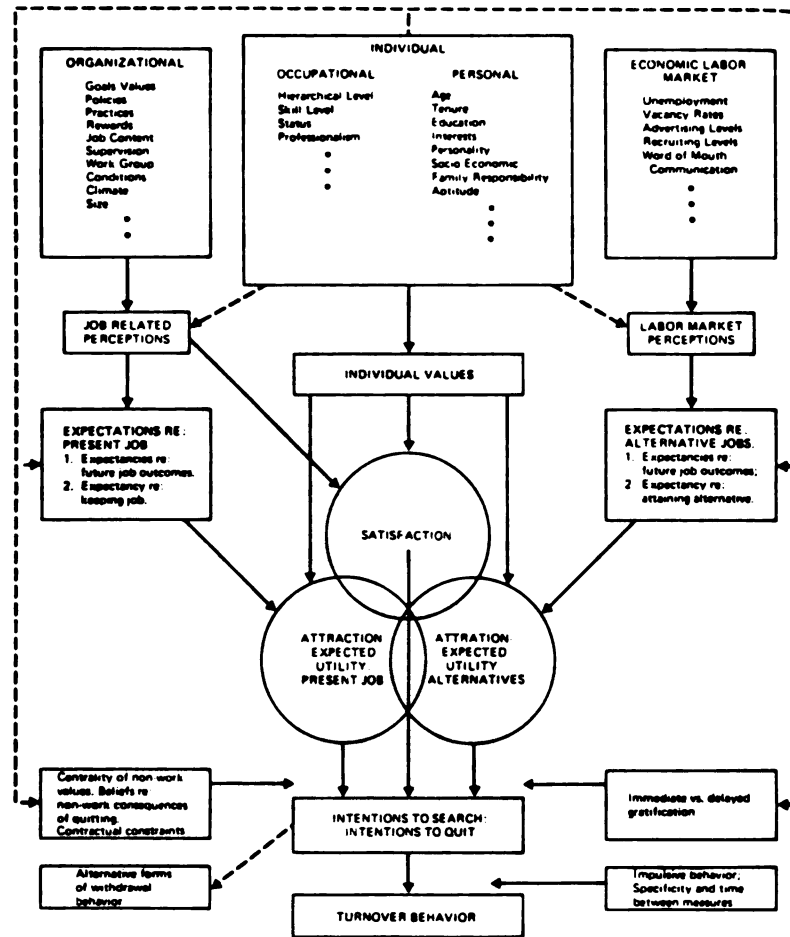 INDIVIDUAL
ORGANIZATIONAL
Goals Values
Policies
Practices
Rewards
Job Content
Supervision
Work Group
Conditions
Climate
Size
OCCUPATIONAL
Hierarchical Level
Skill Level
Status
Professionalism
PERSONAL
Age
Tenure
Education
Interests
Personality
Socio Economic
Family Responsibility
Aptitude
ECONOMIC LABOR
MARKET
Unemployment
Vacancy Rates
Advertising Levels
Recruiting Levels
Word of Mouth
Communication
JOB RELATED
PERCEPTIONS
LABOR MARKET
PERCEPTIONS
INDIVIDUAL VALUES
EXPECTATIONS RE:
PRESENT JOB
1. Expectancies re:
future job outcomes.
2. Expectancy re:
keeping job.
EXPECTATIONS RE:
ALTERNATIVE JOBS.
1. Expectancies re:
future job outcomes;
2 Expectancy re:
attaining alternative.
SATISFACTION
ATTRACTION
EXPECTED
UTILITY:
PRESENT JOB
ATTRATION:
EXPECTED
UTILITY
ALTERNATIVES
Centrality of non-work
values. Beliefs re
non-work consequences
of quitting.
Contractual constraints
INTENTIONS TO SEARCH:
INTENTIONS TO QUIT
Immediate vs. delayed
gratification
Alternative forms
of withdrawal
behavior
Impulsive behavior;
Specificity and time
between measures
TURNOVER BEHAVIOR